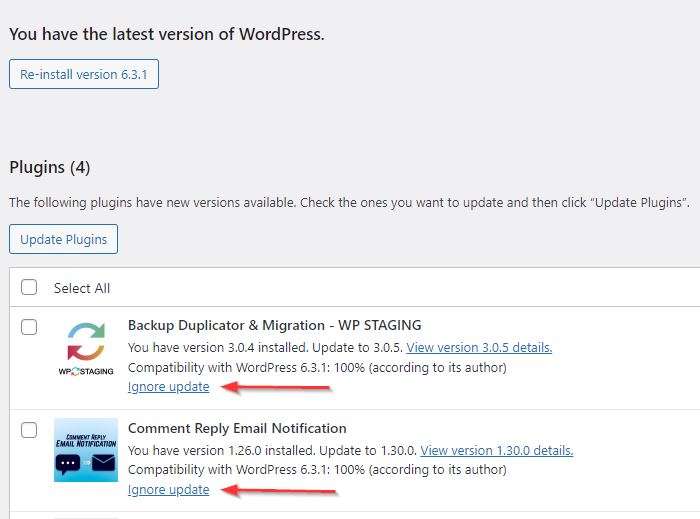 You have the latest version of WordPress.
Re-install version 6.3.1
Plugins (4)
The following plugins have new versions available. Check the ones you want to update and then click “Update Plugins”.
Update Plugins
Select All
Backup Duplicator & Migration - WP STAGING
You have version 3.0.4 installed. Update to 3.0.5. View version 3.0.5 details.
WP STAGING
Compatibility with WordPress 6.3.1: 100% (according to its author)
Ignore update
Comment Reply Email Notification
COMMENT REPLY
EMAIL NOTIFICATION
You have version 1.26.0 installed. Update to 1.30.0. View version 1.30.0 details.
Compatibility with WordPress 6.3.1: 100% (according to its author)
Ignore update